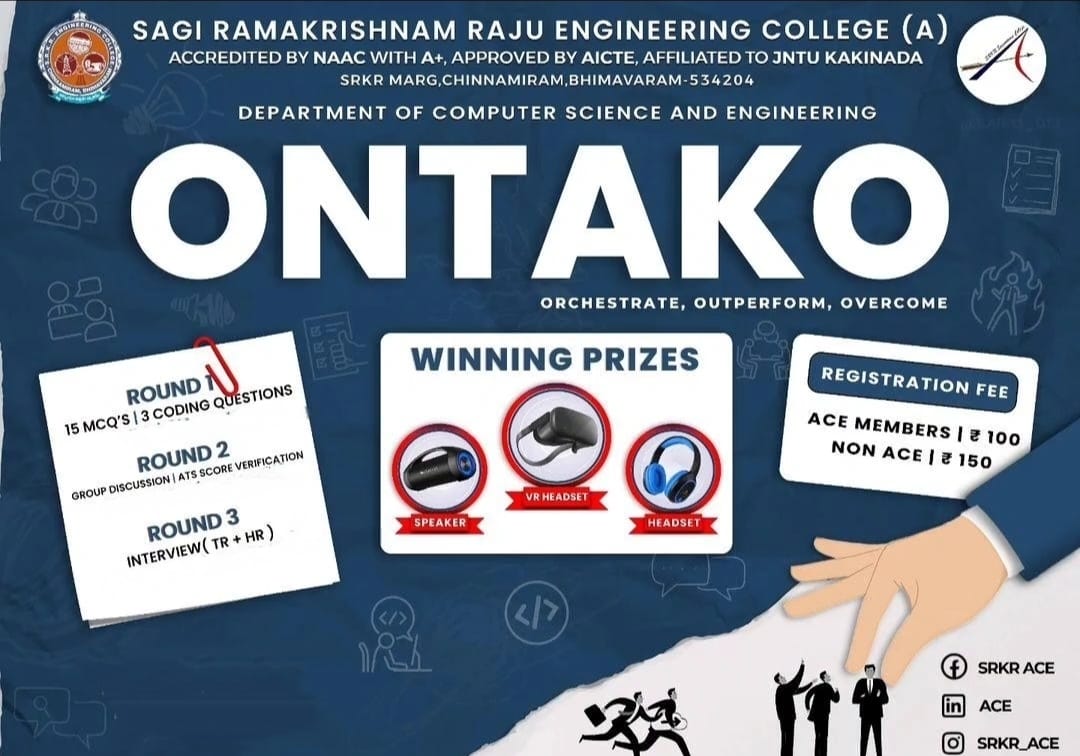 SAGI RAMAKRISHNAM RAJU ENGINEERING COLLEGE (A)
ACCREDITED BY NAAC WITH A+, APPROVED BY AICTE, AFFILIATED TO JNTU KAKINADA
SRKR MARG,CHINNAMIRAM,BHIMAVARAM-534204
DEPARTMENT OF COMPUTER SCIENCE AND ENGINEERING
ONTAKO
ORCHESTRATE, OUTPERFORM, OVERCOME
ROUND 1
15 MCQ'S | 3 CODING QUESTIONS
ROUND 2
GROUP DISCUSSION | ATS SCORE VERIFICATION
ROUND 3
INTERVIEW( TR + HR )
WINNING PRIZES
SPEAKER
VR HEADSET
HEADSET
REGISTRATION FEE
ACE MEMBERS | ₹ 100
NON ACE | ₹ 150
SRKR ACE
ACE
SRKR_ACE